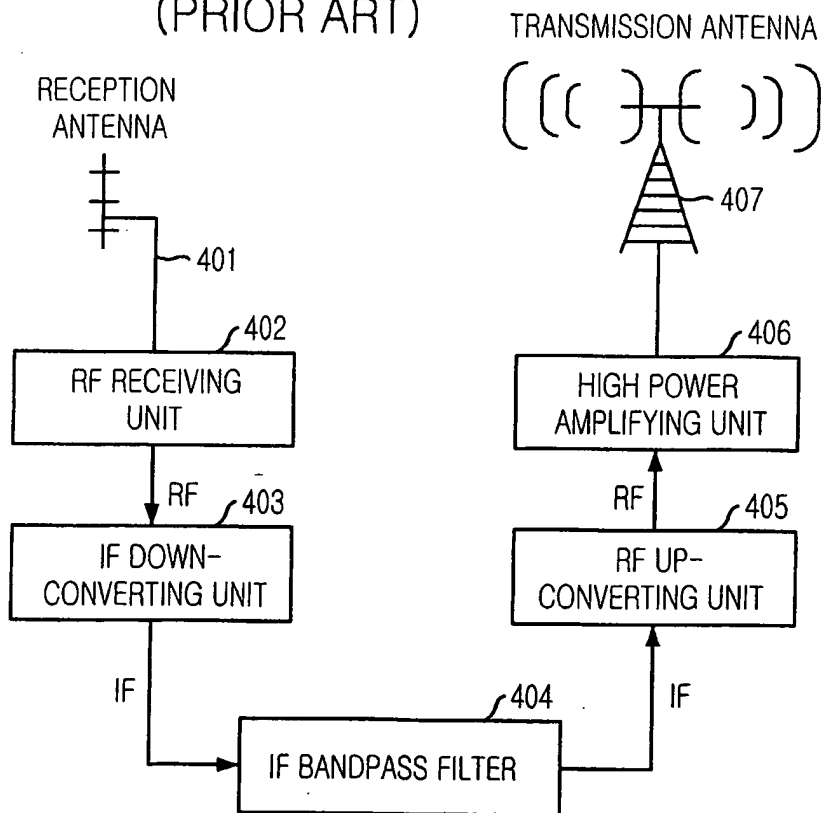 (PRIOR ART)
TRANSMISSION ANTENNA
RECEPTION
ANTENNA
407
401
402
RF RECEIVING
UNIT
406
HIGH POWER
AMPLIFYING UNIT
RF
403
IF DOWN-
CONVERTING UNIT
RF
405
RF UP-
CONVERTING UNIT
IF
404
IF BANDPASS FILTER
IF